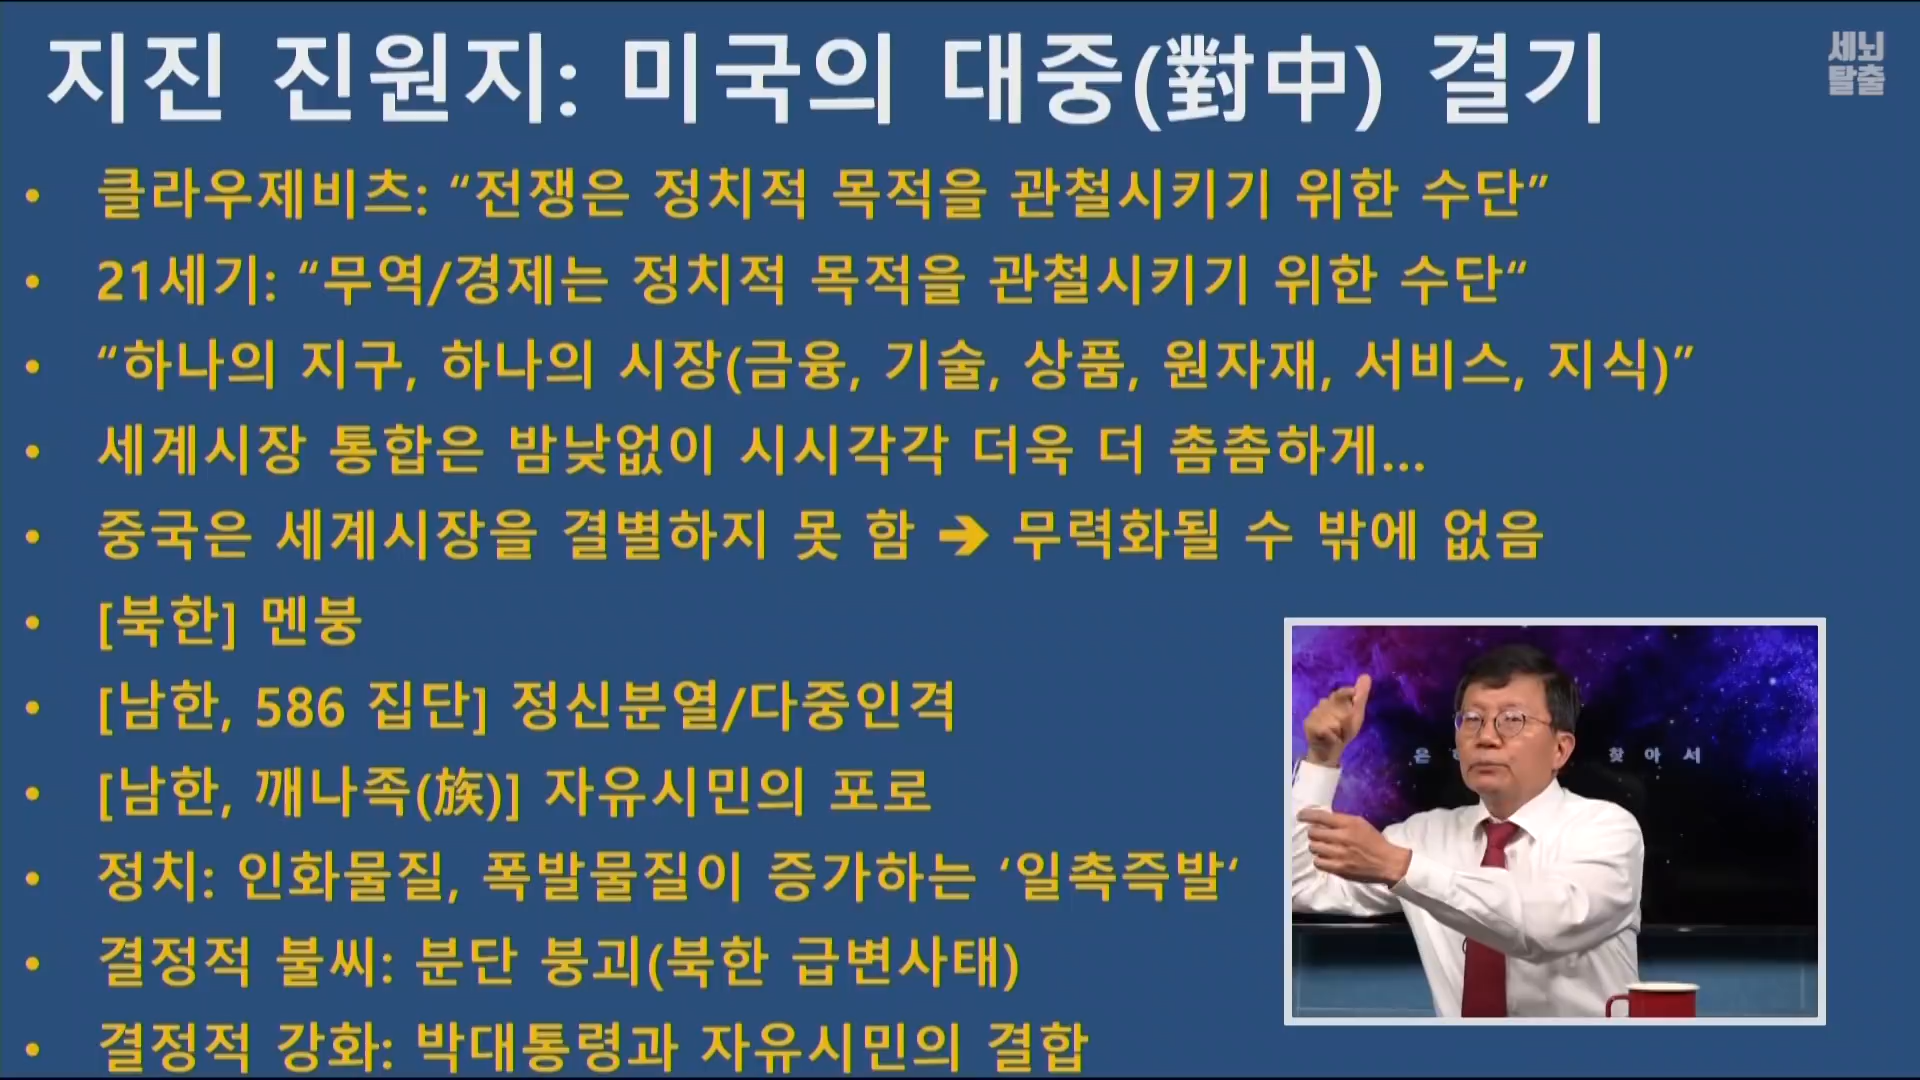 지진 진원지: 미국의 대중(對中) 결기
세뇌
탈출
• 클라우제비츠: “전쟁은 정치적 목적을 관철시키기 위한 수단”
• 21세기: “무역/경제는 정치적 목적을 관철시키기 위한 수단“
• “하나의 지구, 하나의 시장(금융, 기술, 상품, 원자재, 서비스, 지식)”
• 세계시장 통합은 밤낮없이 시시각각 더욱 더 촘촘하게...
• 중국은 세계시장을 결별하지 못 함 ➔ 무력화될 수 밖에 없음
• [북한] 멘붕
• [남한, 586 집단] 정신분열/다중인격
• [남한, 깨나족(族)] 자유시민의 포로
• 정치: 인화물질, 폭발물질이 증가하는 ‘일촉즉발‘
• 결정적 불씨: 분단 붕괴(북한 급변사태)
• 결정적 강화: 박대통령과 자유시민의 결합
은 찾아서